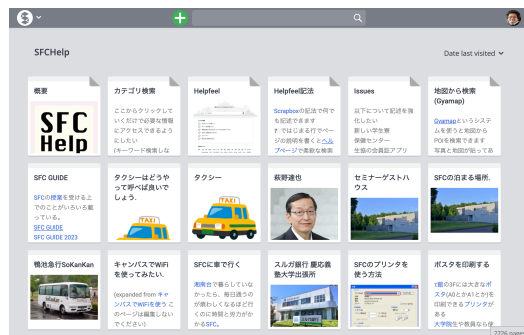 SFCHelp
Date last visited
概要
SFC
Help
カテゴリ検索
ここからクリックして
いくだけで必要な情報
にアクセスできるよう
にしたい
/キーワード検索しな
Helpfeel
Helpfeel記法
Scrapboxの記法で何で
も記述できます
? ではじまる行でペー
ジの説明を書くとヘル
プページで柔軟な検索
Issues
以下について記述を強
化したい
新しい学生寮
保健センター
生協の会員証アプリ
地図から検索
(Gyamap)
Gyamapというシステ
ムを使うと地図から
POIを検索できます
写真と地図が貼ってあ
SFC GUIDE
SFCの授業を受ける上
でのことがいろいろ載
っている。
SFC GUIDE
SFC GUIDE 2023
タクシーはどうや
って呼べば良いで
しょう.
TAXI
タクシー
TAXI
萩野達也
セミナーゲストハ
ウス
SFCの泊まる場所.
鴨池急行SoKanKan
キャンパスでWiFi
を使ってみたい.
(expanded from キャ
ンパスでWiFiを使う こ
のページは編集しない
でください)
SFCに車で行く
湘南台で暮らしていな
かったら、毎日通うの
が煩わしくなるほど行
くのに時間と労力がか
かるSFC。
スルガ銀行 慶応義
塾大学出張所
SFCのプリンタを
使う方法
ポスタを印刷する
τ館の3Fには大きなポ
スタ(A0とかA1とか)を
印刷できるプリンタが
ある
大学院生や教員なら使
2726 pages